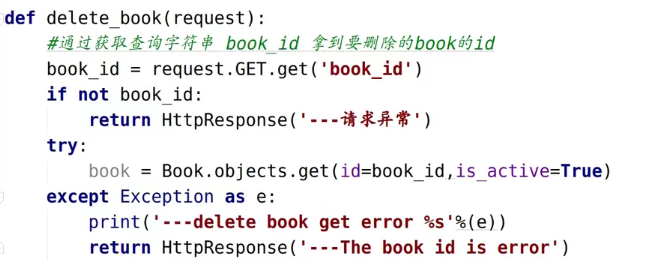 def delete_book(request):
    #通过获取查询字符串 book_id 拿到要删除的book的id
    book_id = request.GET.get('book_id')
    if not book_id:
        return HttpResponse('---请求异常')
    try:
        book = Book.objects.get(id=book_id,is_active=True)
    except Exception as e:
        print('---delete book get error %s'%(e))
        return HttpResponse('---The book id is error')